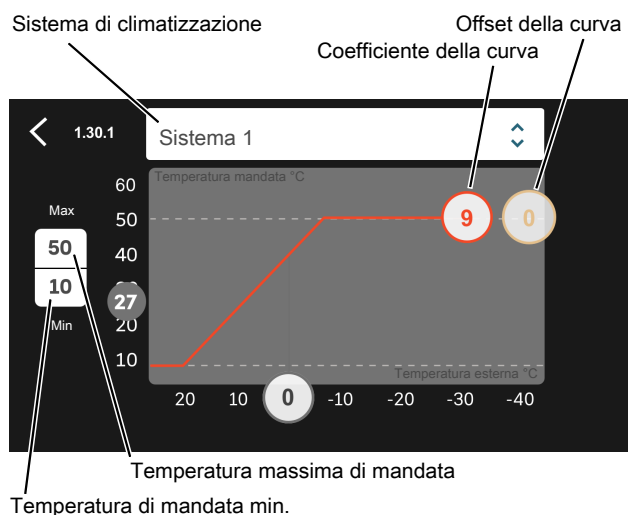 Sistema di climatizzazione
Offset della curva
Coefficiente della curva
1.30.1
Sistema 1
Temperatura mandata °C
60
50
40
27
20
10
Max
50
10
Min
9
0
Temperatura esterna °C
20 10 0 -10 -20 -30 -40
Temperatura massima di mandata
Temperatura di mandata min.